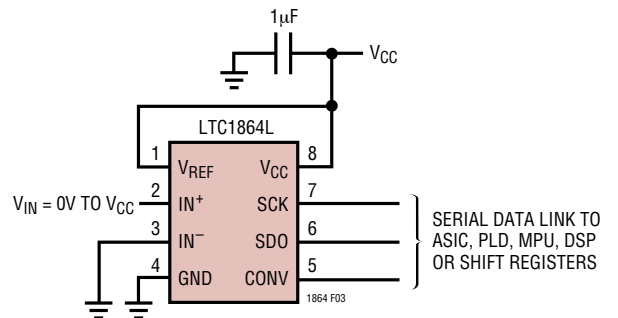 1μF
VCC
LTC1864L
1
VREF
VCC
8
VIN = 0V TO VCC
2
IN+
SCK
7
3
IN−
SDO
6
4
GND
CONV
5
SERIAL DATA LINK TO
ASIC, PLD, MPU, DSP
OR SHIFT REGISTERS
1864 F03